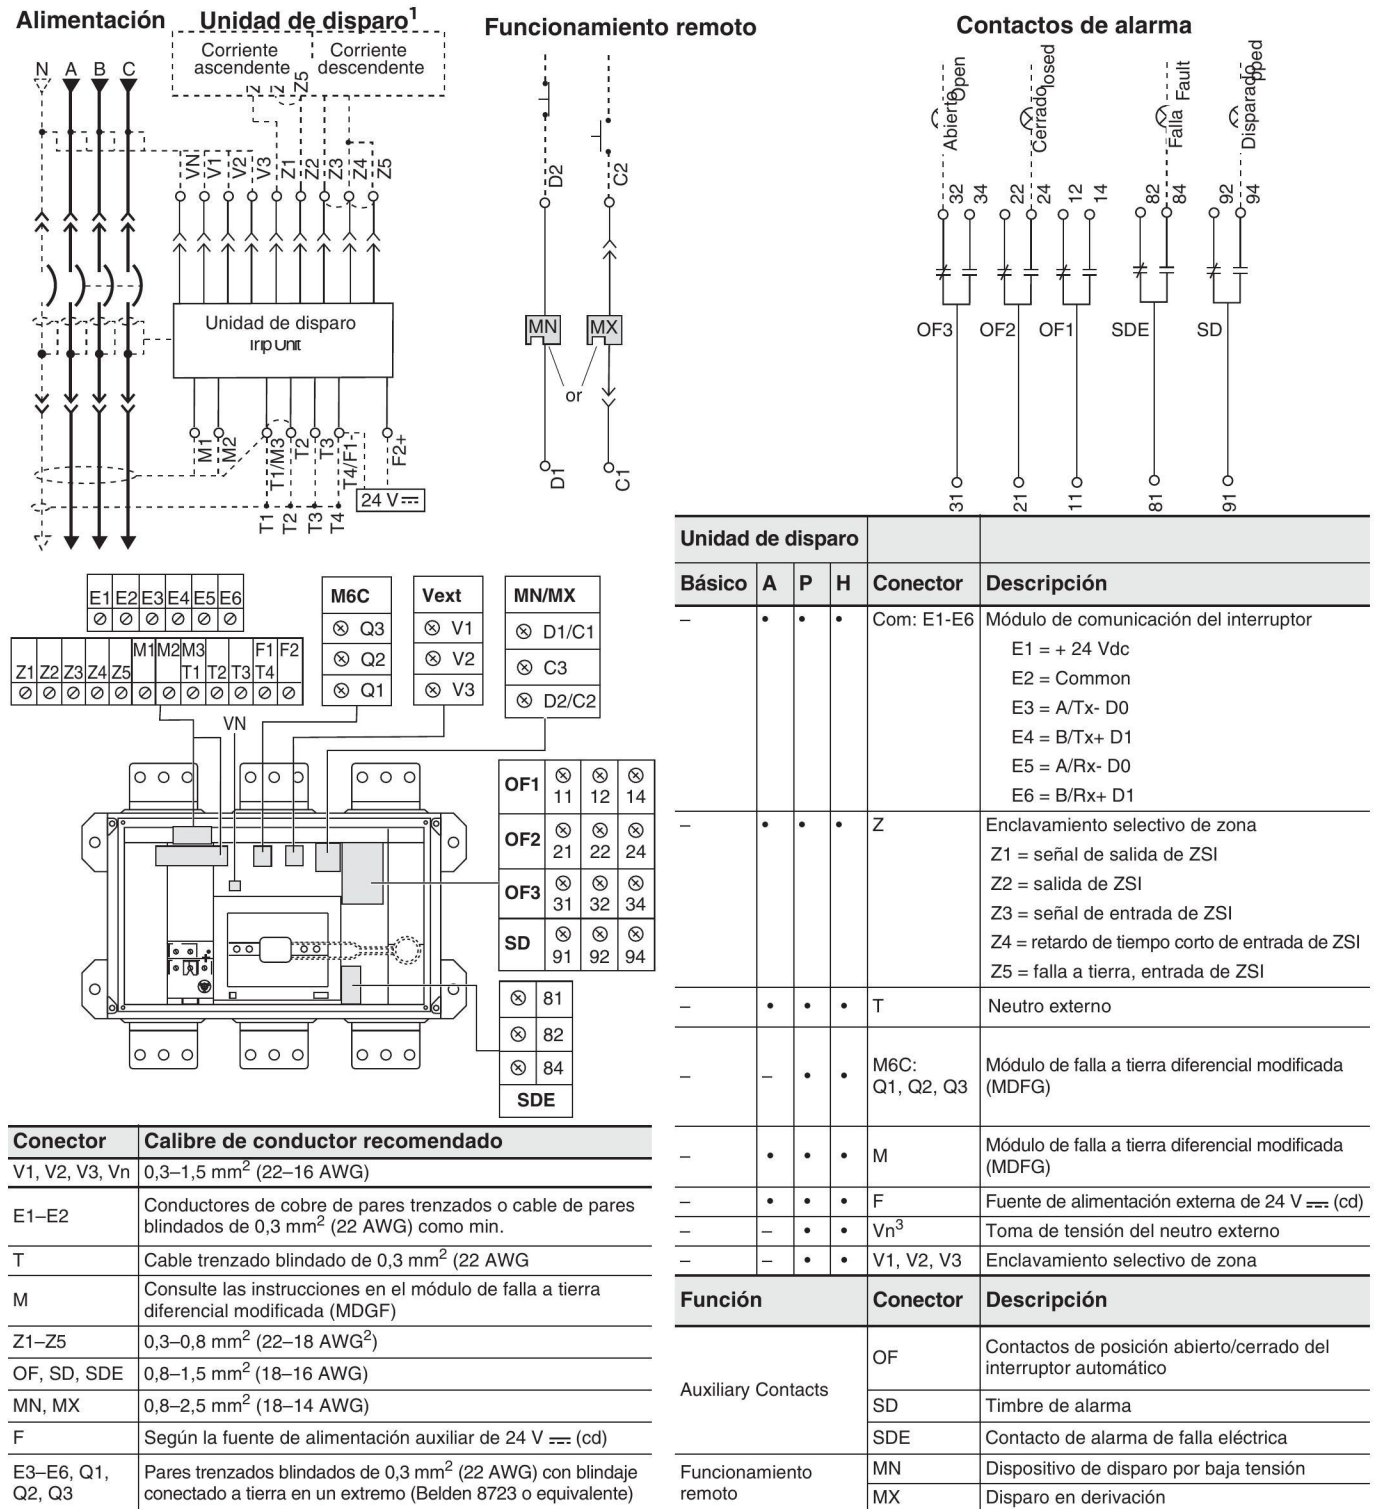 Alimentación
Unidad de disparo1
Funcionamiento remoto
Contactos de alarma
Corriente ascendente
Corriente descendente
N A B C
Z5
VN V1 V2 V3 Z1 Z2 Z3 Z4 Z5
Unidad de disparo
Trip Unit
M1 M2 T1/M3 T2 T3 T4/F1- F2+
24 V
T1 T2 T3 T4
D2 C2
MN MX
or
D1 C1
Abierto Open
Cerrado losed
Falla Fault
Disparado pped
32 34 22 24 12 14 82 84 92 94
OF3 OF2 OF1 SDE SD
31 21 11 81 91
E1 E2 E3 E4 E5 E6
M1 M2 M3 F1 F2
Z1 Z2 Z3 Z4 Z5 T1 T2 T3 T4
VN
M6C
Q3
Q2
Q1
Vext
V1
V2
V3
MN/MX
D1/C1
C3
D2/C2
OF1 11 12 14
OF2 21 22 24
OF3 31 32 34
SD 91 92 94
81
82
84
SDE
Conector Calibre de conductor recomendado
V1, V2, V3, Vn 0,3–1,5 mm2 (22–16 AWG)
E1–E2 Conductores de cobre de pares trenzados o cable de pares
blindados de 0,3 mm2 (22 AWG) como min.
T Cable trenzado blindado de 0,3 mm2 (22 AWG
M Consulte las instrucciones en el módulo de falla a tierra
diferencial modificada (MDGF)
Z1–Z5 0,3–0,8 mm2 (22–18 AWG2)
OF, SD, SDE 0,8–1,5 mm2 (18–16 AWG)
MN, MX 0,8–2,5 mm2 (18–14 AWG)
F Según la fuente de alimentación auxiliar de 24 V (cd)
E3–E6, Q1, Pares trenzados blindados de 0,3 mm2 (22 AWG) con blindaje
Q2, Q3 conectado a tierra en un extremo (Belden 8723 o equivalente)
Unidad de disparo
Básico A P H Conector Descripción
– • • • Com: E1-E6 Módulo de comunicación del interruptor
E1 = + 24 Vdc
E2 = Common
E3 = A/Tx- D0
E4 = B/Tx+ D1
E5 = A/Rx- D0
E6 = B/Rx+ D1
– • • • Z Enclavamiento selectivo de zona
Z1 = señal de salida de ZSI
Z2 = salida de ZSI
Z3 = señal de entrada de ZSI
Z4 = retardo de tiempo corto de entrada de ZSI
Z5 = falla a tierra, entrada de ZSI
– • • • T Neutro externo
– – • • M6C: Q1, Q2, Q3 Módulo de falla a tierra diferencial modificada
(MDFG)
– • • • M Módulo de falla a tierra diferencial modificada
(MDFG)
– • • • F Fuente de alimentación externa de 24 V (cd)
– – • • Vn3 Toma de tensión del neutro externo
– – • • V1, V2, V3 Enclavamiento selectivo de zona
Función Conector Descripción
Auxiliary Contacts
OF Contactos de posición abierto/cerrado del
interruptor automático
SD Timbre de alarma
SDE Contacto de alarma de falla eléctrica
Funcionamiento remoto
MN Dispositivo de disparo por baja tensión
MX Disparo en derivación